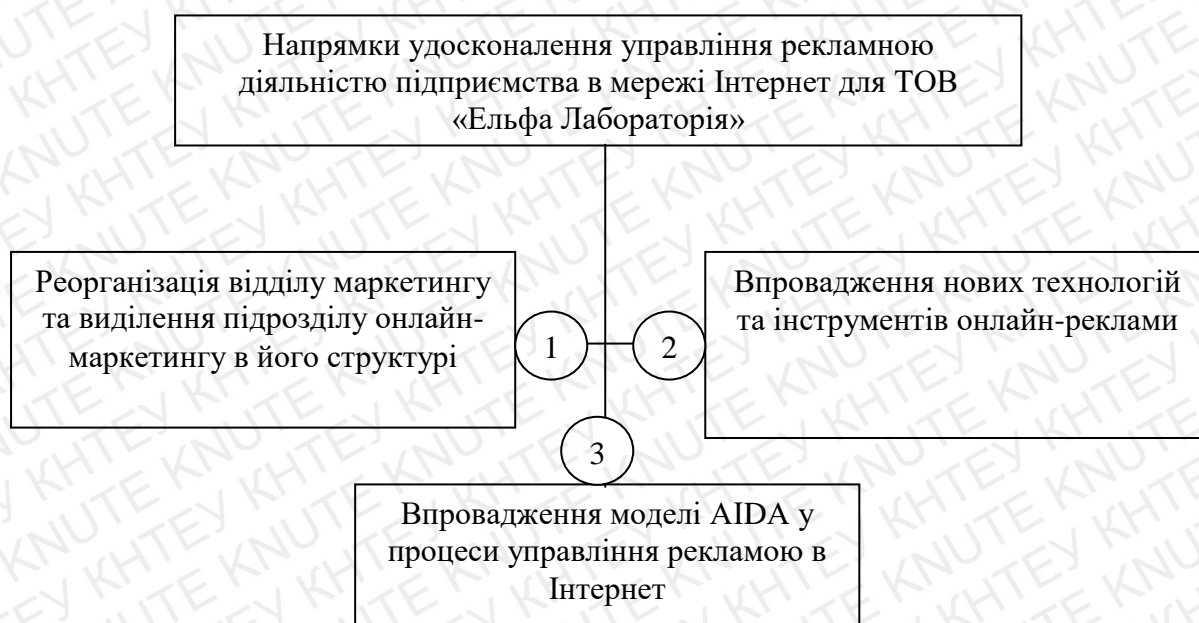 Напрямки удосконалення управління рекламною
діяльністю підприємства в мережі Інтернет для ТОВ
«Ельфа Лабораторія»
Реорганізація відділу маркетингу
та виділення підрозділу онлайн-
маркетингу в його структурі
1
2
Впровадження нових технологій
та інструментів онлайн-реклами
3
Впровадження моделі AIDA у
процеси управління рекламою в
Інтернет